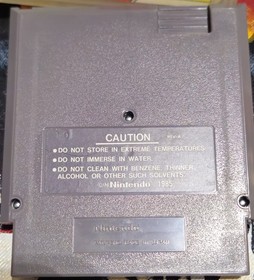 CAUTION
● DO NOT STORE IN EXTREME TEMPERATURES.
● DO NOT IMMERSE IN WATER.
● DO NOT CLEAN WITH BENZENE, THINNER,
ALCOHOL OR OTHER SUCH SOLVENTS.
© Nintendo 1985
Nintendo